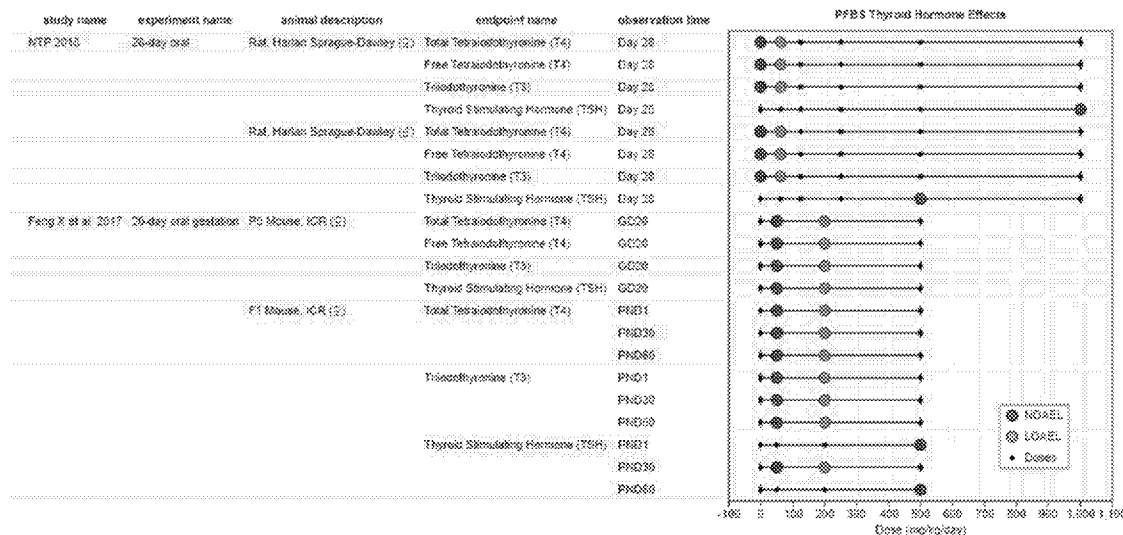 study name experiment name animal description endpoint name observation time PFBS Thyroid Hormone Effects
NTP 2018 28-day oral Rat, Harlan Sprague-Dawley Total Tetraiodothyronine (T4) Day 28
Free Tetraiodothyronine (T4) Day 28
Triiodothyronine (T3) Day 28
Thyroid Stimulating Hormone (TSH) Day 28
Rat, Harlan Sprague-Dawley Total Tetraiodothyronine (T4) Day 28
Free Tetraiodothyronine (T4) Day 28
Triiodothyronine (T3) Day 28
Thyroid Stimulating Hormone (TSH) Day 28
Feng X et al. 2017 20-day oral gestation P0 Mouse, ICR (♀) Total Tetraiodothyronine (T4) GD20
Free Tetraiodothyronine (T4) GD20
Triiodothyronine (T3) GD20
Thyroid Stimulating Hormone (TSH) GD20
F1 Mouse, ICR (♀) Total Tetraiodothyronine (T4) PND1
PND30
PND60
Triiodothyronine (T3) PND1
PND30
PND60
Thyroid Stimulating Hormone (TSH) PND1
PND30
PND60
NOAEL
LOAEL
Doses
-100 0 100 200 300 400 500 600 700 800 900 1,000 1,100
Dose (mg/kg/day)